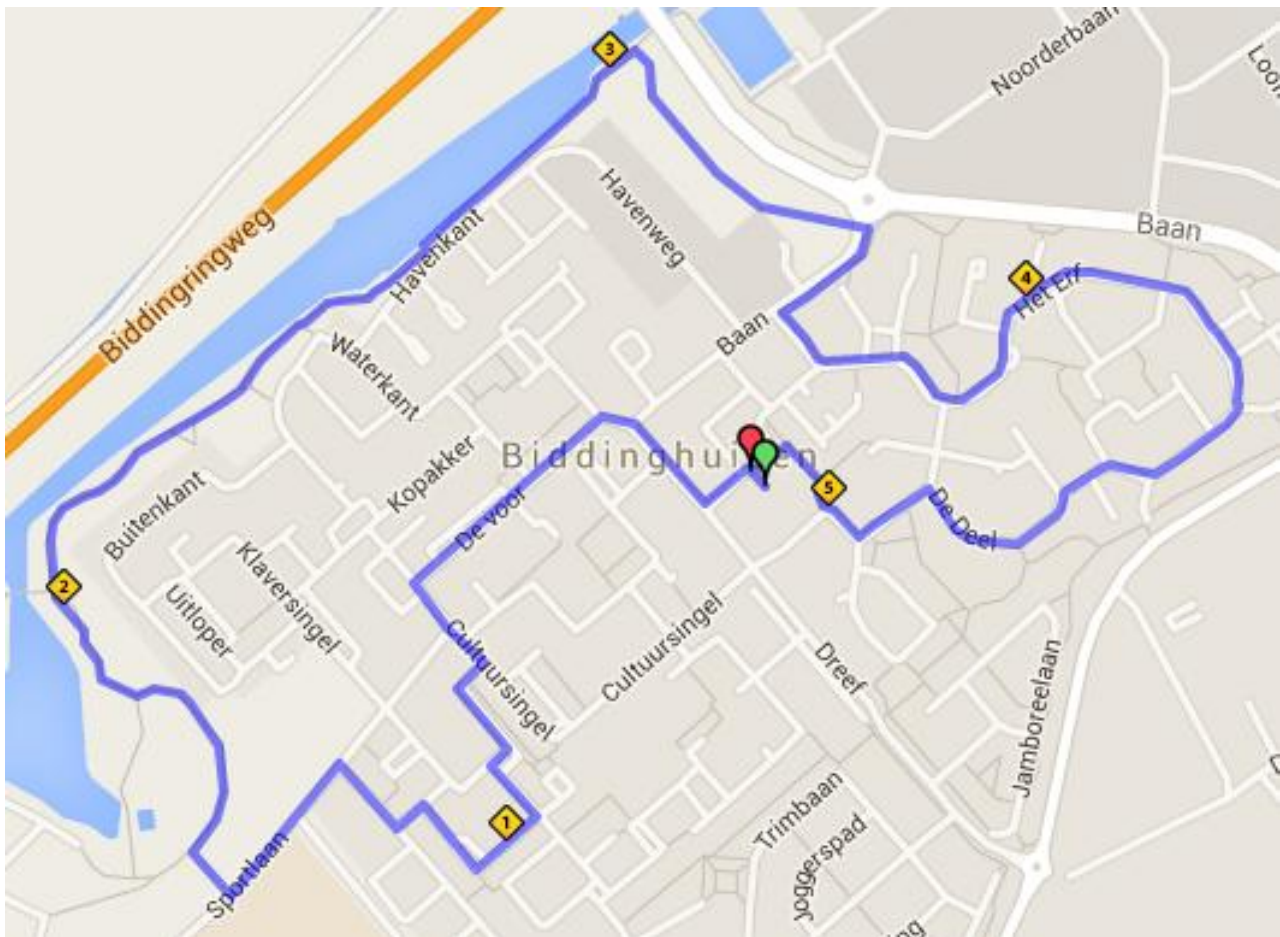 3
Noorderbaan
Biddingringweg
Havenkant
Havenweg
Baan
4
Het Erf
Waterkant
Baan
Kopakker
Biddinghuizen
De Voor
5
De Deel
Buitenkant
Klaversingel
2
Uitloper
Cultuursingel
Cultuursingel
Dreef
Jamboreelaan
1
Sportlaan
Trimbaan
Joggerspad